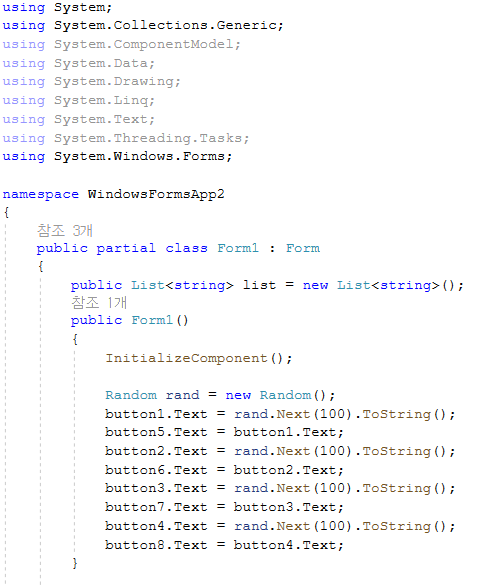 using System;
using System.Collections.Generic;
using System.ComponentModel;
using System.Data;
using System.Drawing;
using System.Linq;
using System.Text;
using System.Threading.Tasks;
using System.Windows.Forms;
namespace WindowsFormsApp2
{
참조 3개
public partial class Form1 : Form
{
public List<string> list = new List<string>();
참조 1개
public Form1()
{
InitializeComponent();
Random rand = new Random();
button1.Text = rand.Next(100).ToString();
button5.Text = button1.Text;
button2.Text = rand.Next(100).ToString();
button6.Text = button2.Text;
button3.Text = rand.Next(100).ToString();
button7.Text = button3.Text;
button4.Text = rand.Next(100).ToString();
button8.Text = button4.Text;
}